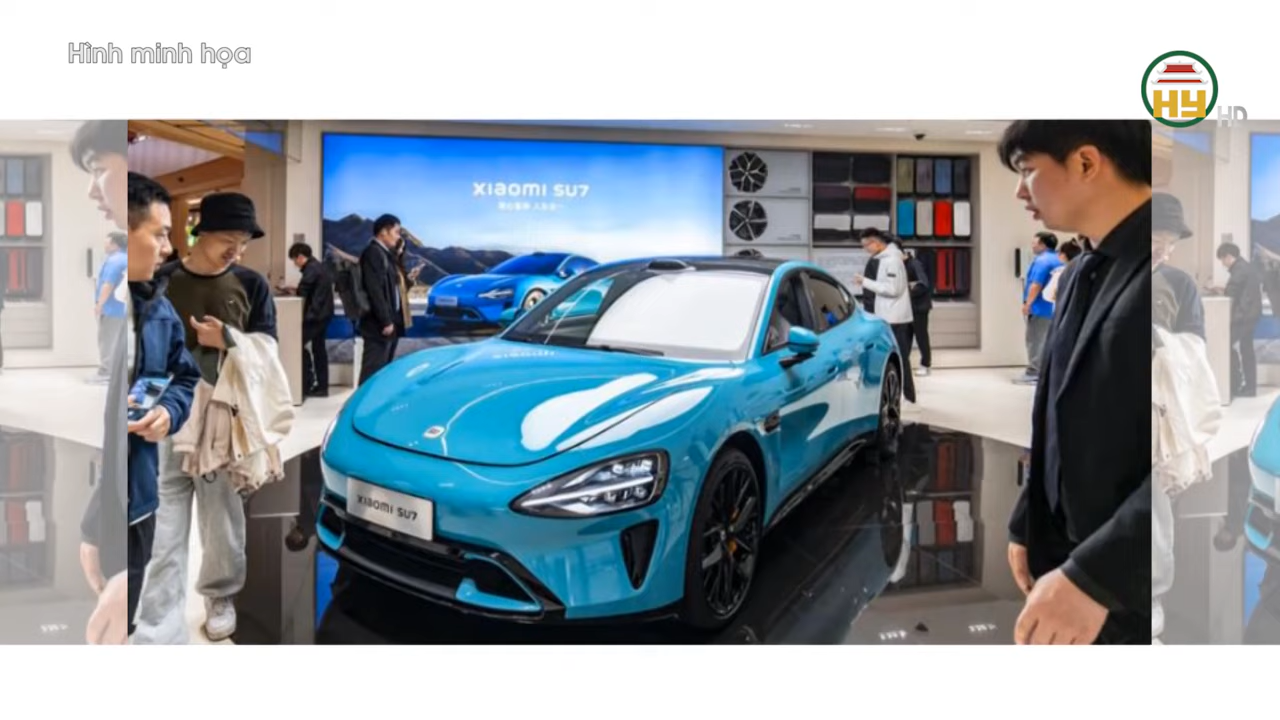 Hình minh họa
HY
HD
XIAOMI SU7
XIAOMI SU7